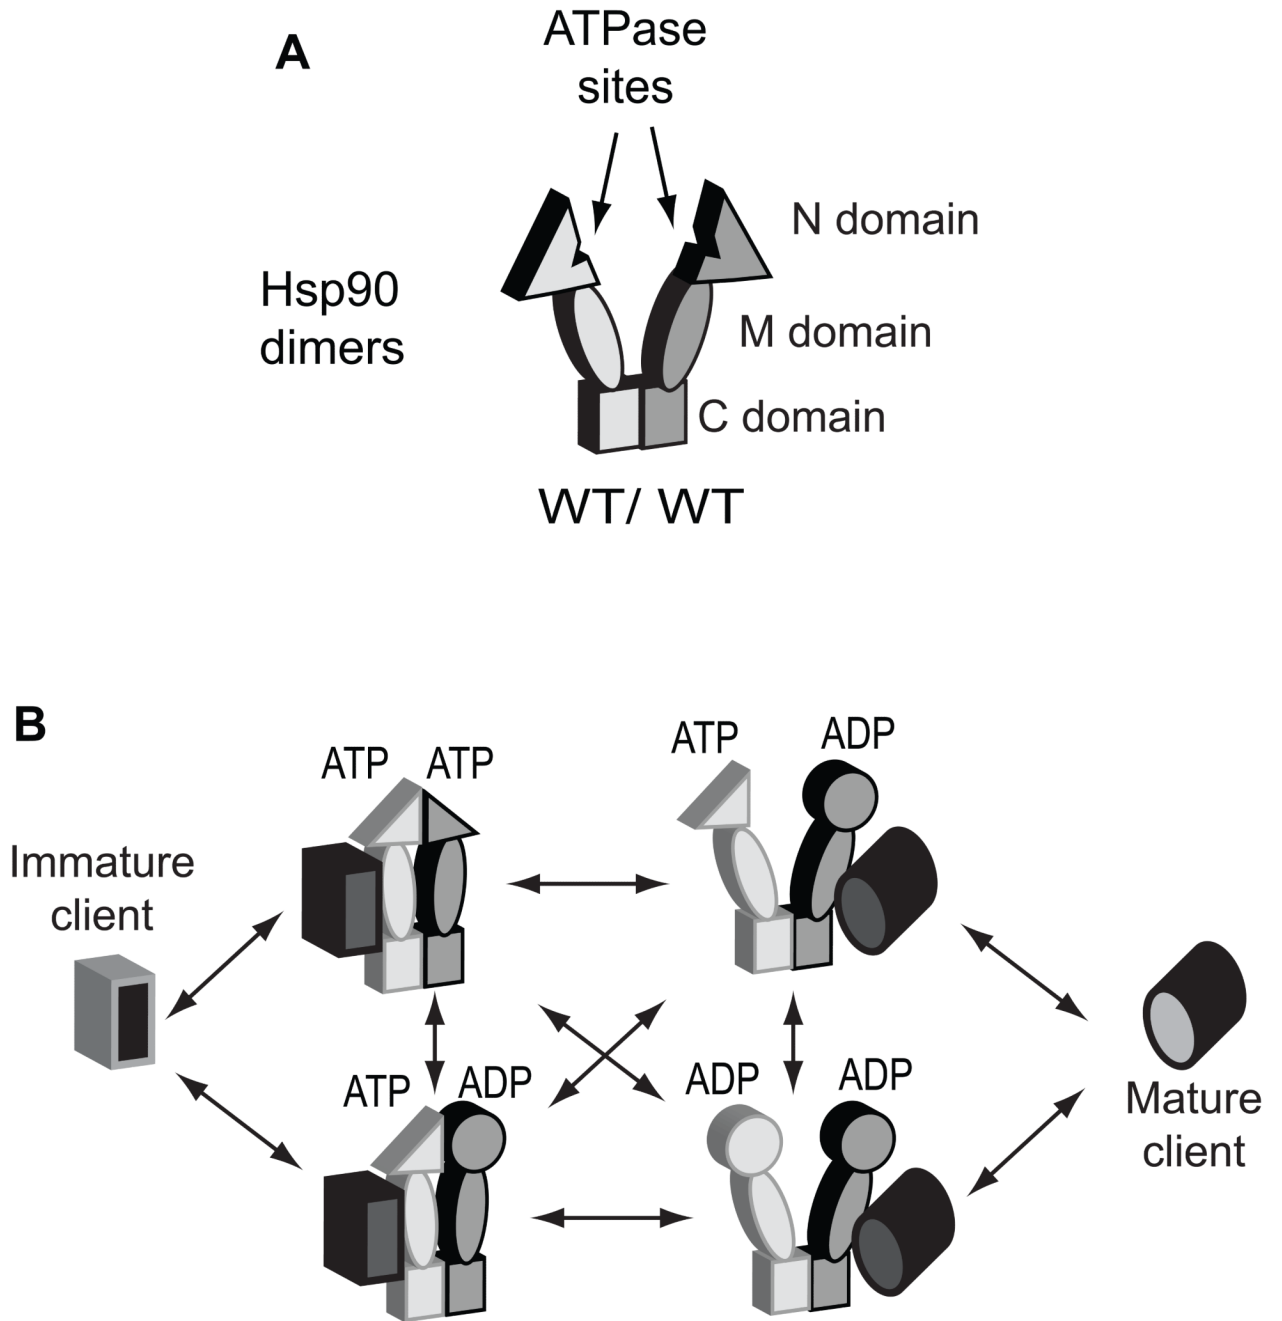 A
ATPase
sites
N domain
Hsp90
dimers
M domain
C domain
WT/ WT
B
ATP ATP
ATP
ADP
Immature
client
ATP
ADP
ADP
ADP
Mature
client